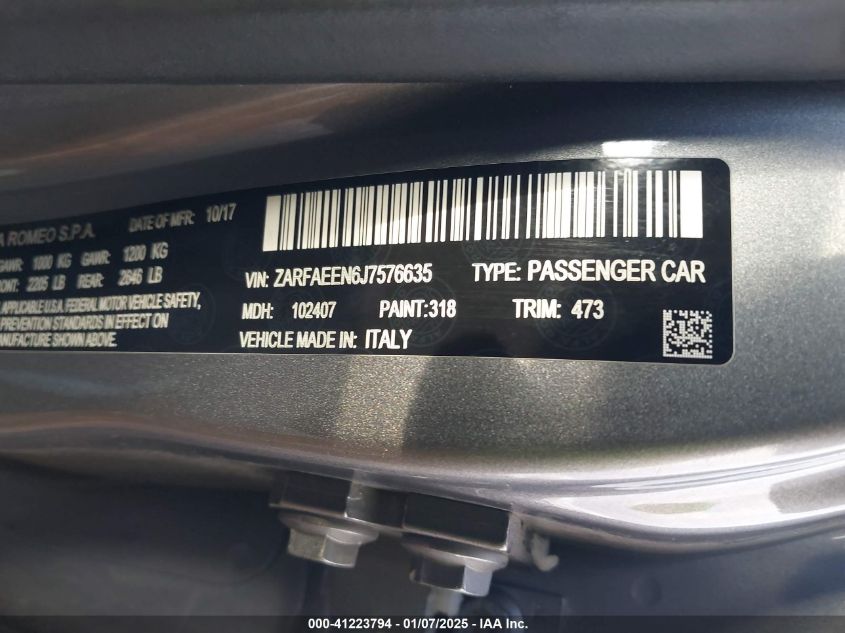 A ROMEO S.P.A. DATE OF MFR: 10/17
GAWR: 1000 KG GAWR: 1200 KG
ONT: 2205 LB REAR: 2646 LB
APPLICABLE U.S.A. FEDERAL MOTOR VEHICLE SAFETY,
PREVENTION STANDARDS IN EFFECT ON
MANUFACTURE SHOWN ABOVE.
VIN: ZARFAEEN6J7576635 TYPE: PASSENGER CAR
MDH: 102407 PAINT:318 TRIM: 473
VEHICLE MADE IN: ITALY
000-41223794 - 01/07/2025 - IAA Inc.